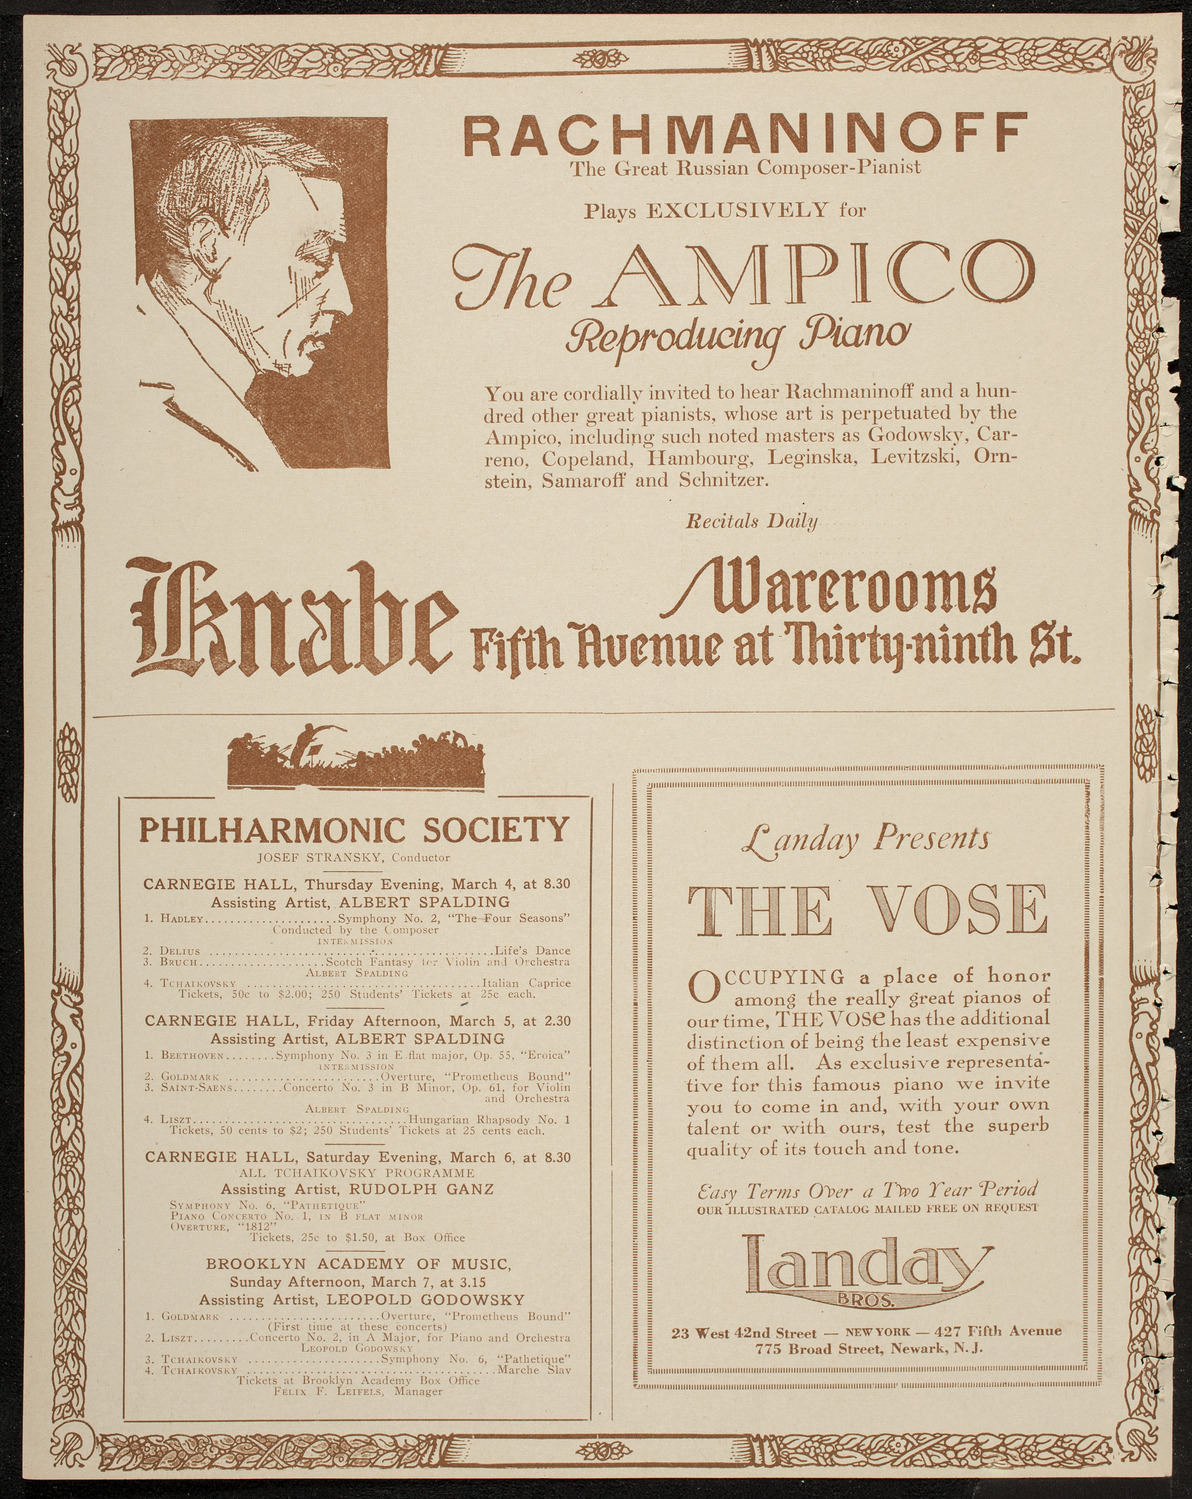 RACHMANINOFF
The Great Russian Composer-Pianist
Plays EXCLUSIVELY for
The AMPICO
Reproducing Piano
You are cordially invited to hear Rachmaninoff and a hun-
dred other great pianists, whose art is perpetuated by the
Ampico, including such noted masters as Godowsky, Car-
reno, Copeland, Hambourg, Leginska, Levitzski, Orn-
stein, Samaroff and Schnitzer.
Recitals Daily
Knabe Warerooms
Fifth Avenue at Thirty-ninth St.
PHILHARMONIC SOCIETY
JOSEF STRANSKY, Conductor
CARNEGIE HALL, Thursday Evening, March 4, at 8.30
Assisting Artist, ALBERT SPALDING
1. HADLEY.....................Symphony No. 2, "The Four Seasons"
Conducted by the Composer
INTERMISSION
2. DELIUS .............................................Life's Dance
3. BRUCH....................Scotch Fantasy for Violin and Orchestra
ALBERT SPALDING
4. TCHAIKOVSKY .....................................Italian Caprice
Tickets, 50c to $2.00; 250 Students' Tickets at 25c each.
CARNEGIE HALL, Friday Afternoon, March 5, at 2.30
Assisting Artist, ALBERT SPALDING
1. BEETHOVEN........Symphony No. 3 in E flat major, Op. 55, "Eroica"
INTERMISSION
2. GOLDMARK ........................Overture, "Prometheus Bound"
3. SAINT-SAENS........Concerto No. 3 in B Minor, Op. 61, for Violin
and Orchestra
ALBERT SPALDING
4. LISZT..................................Hungarian Rhapsody No. 1
Tickets, 50 cents to $2; 250 Students' Tickets at 25 cents each.
CARNEGIE HALL, Saturday Evening, March 6, at 8.30
ALL TCHAIKOVSKY PROGRAMME
Assisting Artist, RUDOLPH GANZ
SYMPHONY NO. 6, "PATHETIQUE"
PIANO CONCERTO NO. 1, IN B FLAT MINOR
OVERTURE, "1812"
Tickets, 25c to $1.50, at Box Office
BROOKLYN ACADEMY OF MUSIC,
Sunday Afternoon, March 7, at 3.15
Assisting Artist, LEOPOLD GODOWSKY
1. GOLDMARK ........................Overture, "Prometheus Bound"
(First time at these concerts)
2. LISZT.........Concerto No. 2, in A Major, for Piano and Orchestra
LEOPOLD GODOWSKY
3. TCHAIKOVSKY .....................Symphony No. 6, "Pathetique"
4. TCHAIKOVSKY .......................................Marche Slav
Tickets at Brooklyn Academy Box Office
FELIX F. LEIFELS, Manager
Landay Presents
THE VOSE
OCCUPYING a place of honor
among the really great pianos of
our time, THE VOSE has the additional
distinction of being the least expensive
of them all. As exclusive representa-
tive for this famous piano we invite
you to come in and, with your own
talent or with ours, test the superb
quality of its touch and tone.
Easy Terms Over a Two Year Period
OUR ILLUSTRATED CATALOG MAILED FREE ON REQUEST
Landay
BROS.
23 West 42nd Street — NEW YORK — 427 Fifth Avenue
775 Broad Street, Newark, N. J.